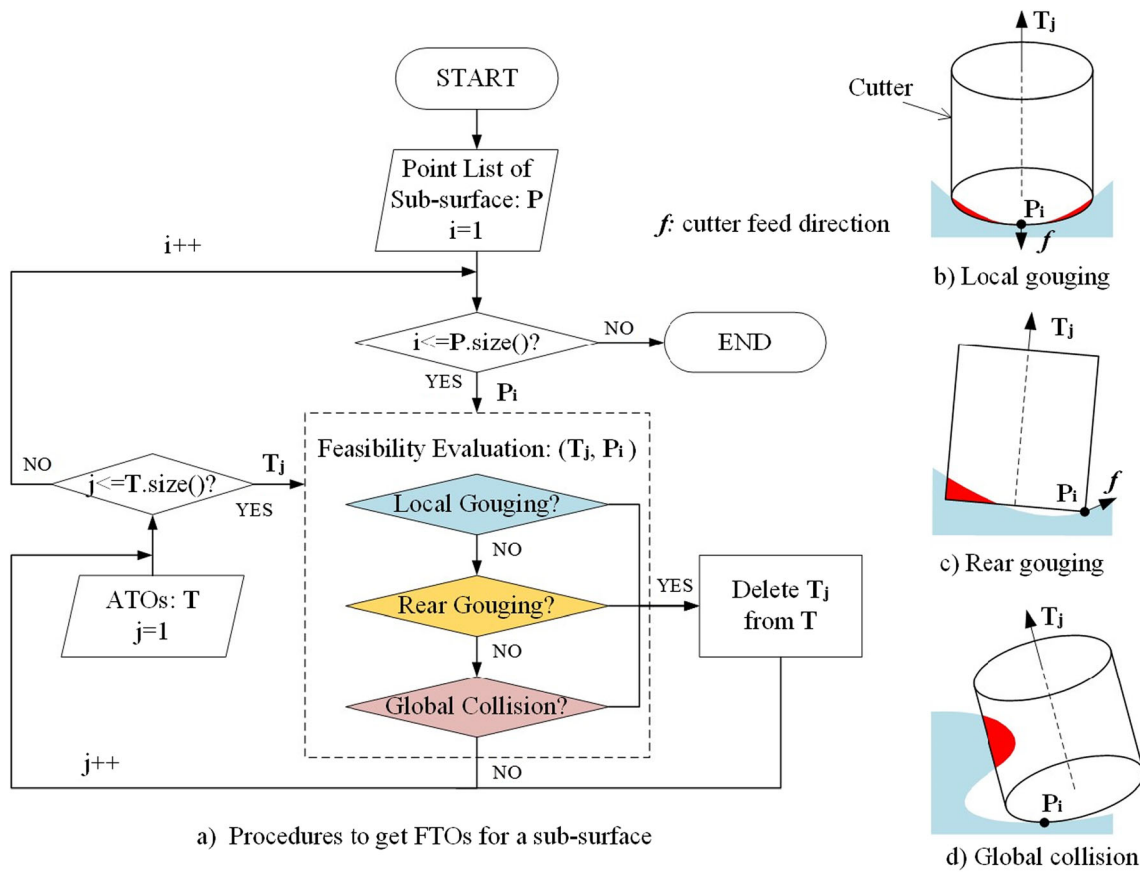 START
Point List of
Sub-surface: P
i=1
i++
i<=P.size()?
NO
END
YES
Pi
Feasibility Evaluation: (Tj, Pi )
NO
j<=T.size()?
Tj
YES
Local Gouging?
NO
Rear Gouging?
YES
Delete Tj
from T
ATOs: T
j=1
NO
Global Collision?
j++
NO
a) Procedures to get FTOs for a sub-surface
Tj
Cutter
Pi
f: cutter feed direction
f
b) Local gouging
Tj
Pi
f
c) Rear gouging
Tj
Pi
d) Global collision